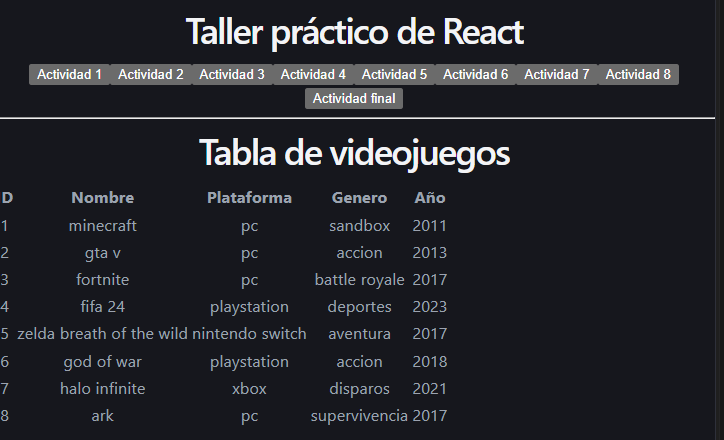 Taller práctico de React
Actividad 1 Actividad 2 Actividad 3 Actividad 4 Actividad 5 Actividad 6 Actividad 7 Actividad 8
Actividad final
Tabla de videojuegos
D Nombre Plataforma Genero Año
1 minecraft pc sandbox 2011
2 gta v pc accion 2013
3 fortnite pc battle royale 2017
4 fifa 24 playstation deportes 2023
5 zelda breath of the wild nintendo switch aventura 2017
6 god of war playstation accion 2018
7 halo infinite xbox disparos 2021
8 ark pc supervivencia 2017